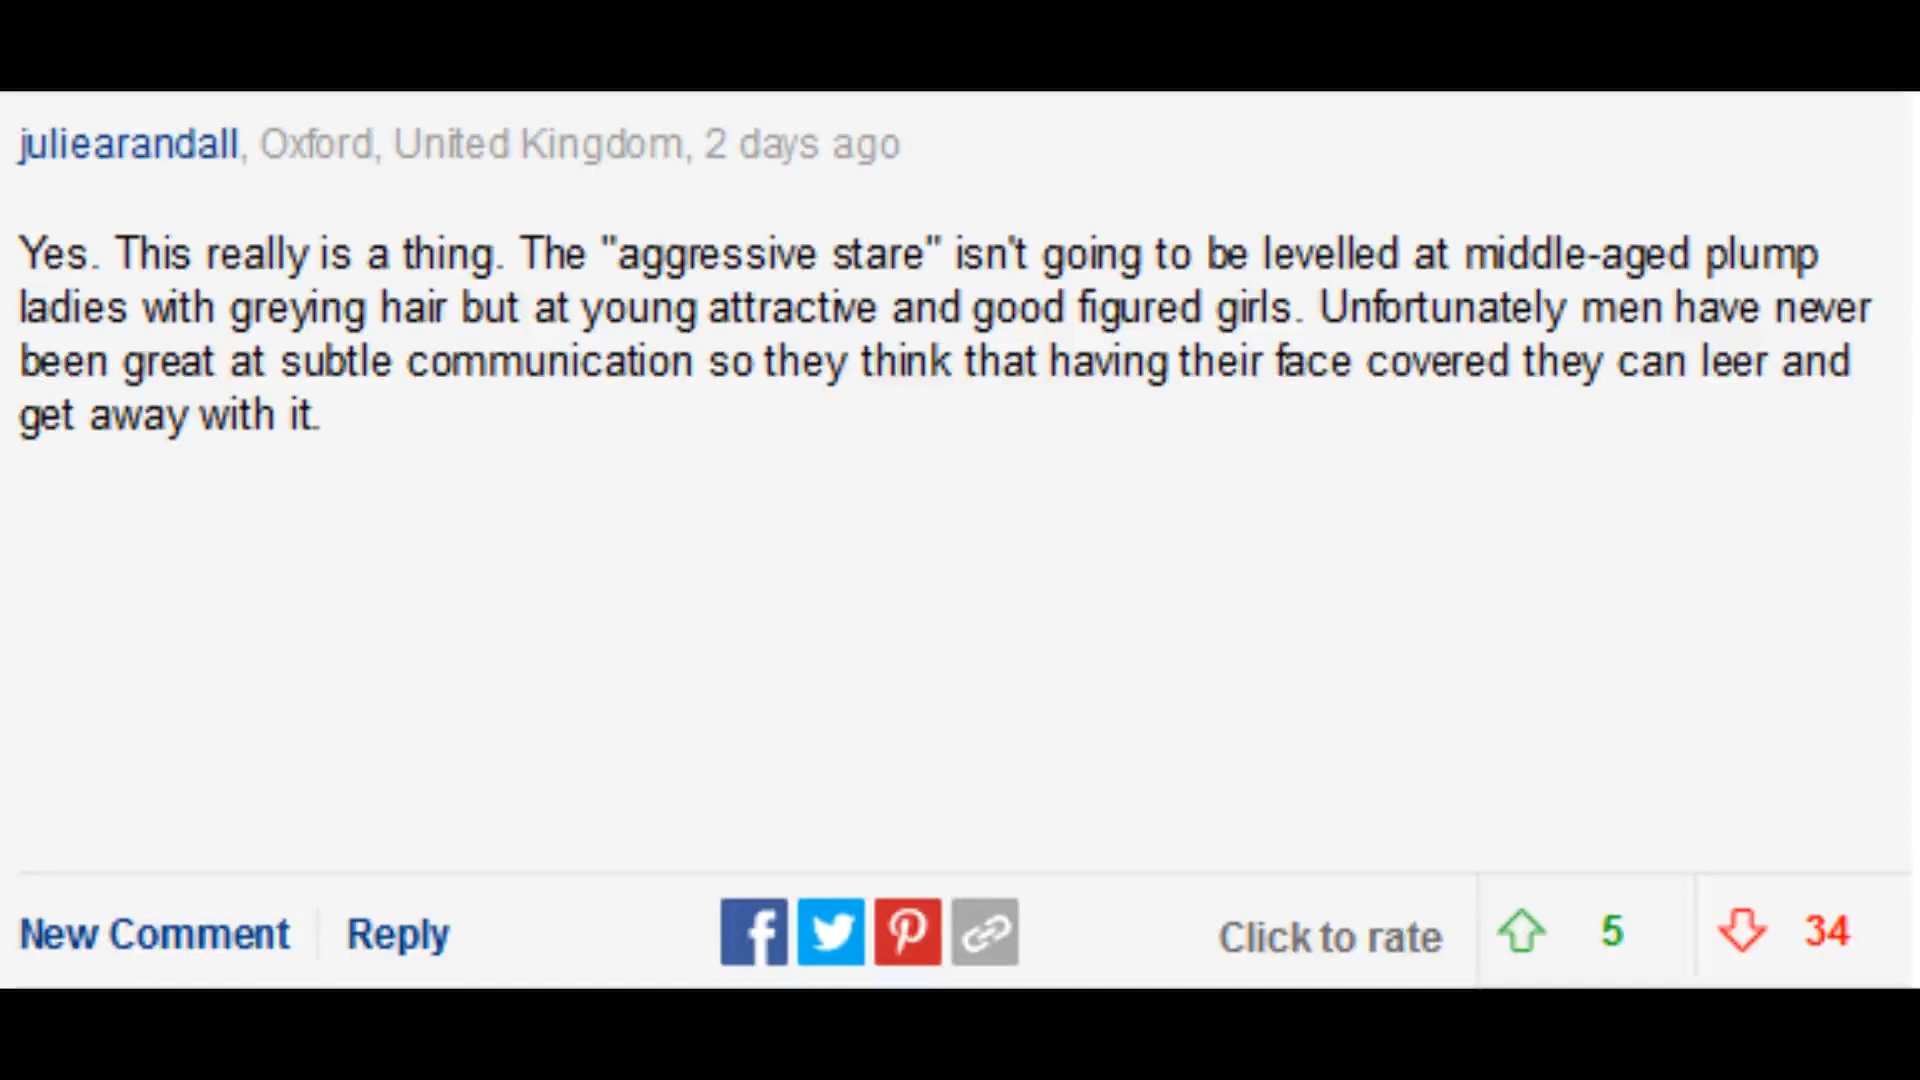 juliearandall, Oxford, United Kingdom, 2 days ago
Yes. This really is a thing. The "aggressive stare" isn't going to be levelled at middle-aged plump
ladies with greying hair but at young attractive and good figured girls. Unfortunately men have never
been great at subtle communication so they think that having their face covered they can leer and
get away with it.
New Comment Reply Click to rate 5 34